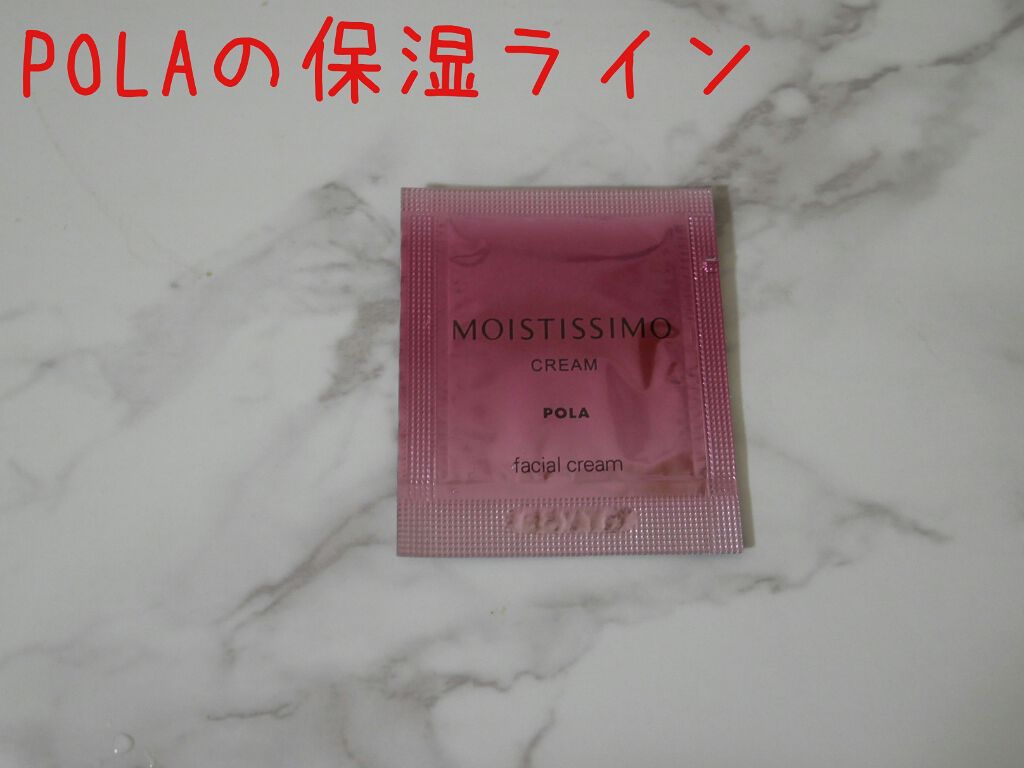 POLAの保湿ライン
MOISTISSIMO
CREAM
POLA
facial cream